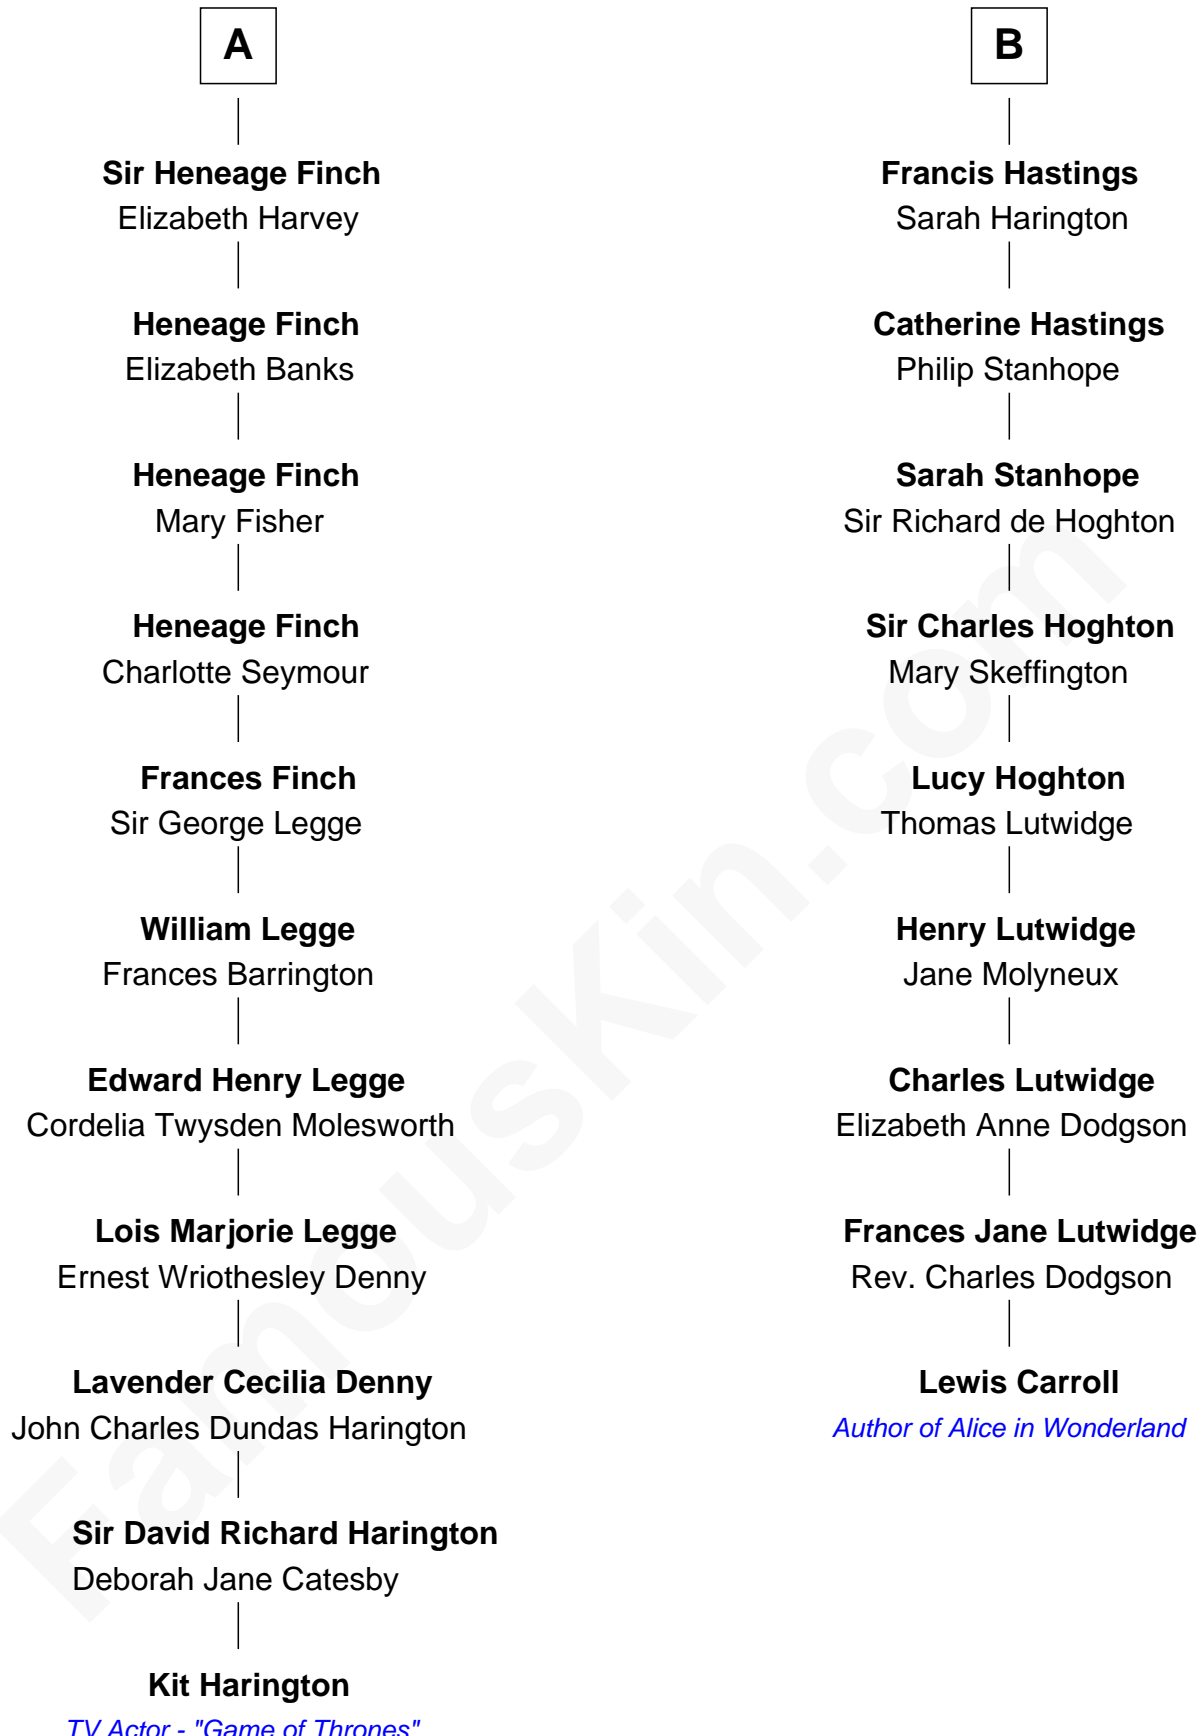 A
Sir Heneage Finch
Elizabeth Harvey
Heneage Finch
Elizabeth Banks
Heneage Finch
Mary Fisher
Heneage Finch
Charlotte Seymour
Frances Finch
Sir George Legge
William Legge
Frances Barrington
Edward Henry Legge
Cordelia Twysden Molesworth
Lois Marjorie Legge
Ernest Wriothesley Denny
Lavender Cecilia Denny
John Charles Dundas Harington
Sir David Richard Harington
Deborah Jane Catesby
Kit Harington
TV Actor - "Game of Thrones"
B
Francis Hastings
Sarah Harington
Catherine Hastings
Philip Stanhope
Sarah Stanhope
Sir Richard de Hoghton
Sir Charles Hoghton
Mary Skeffington
Lucy Hoghton
Thomas Lutwidge
Henry Lutwidge
Jane Molyneux
Charles Lutwidge
Elizabeth Anne Dodgson
Frances Jane Lutwidge
Rev. Charles Dodgson
Lewis Carroll
Author of Alice in Wonderland
FamousKin.com